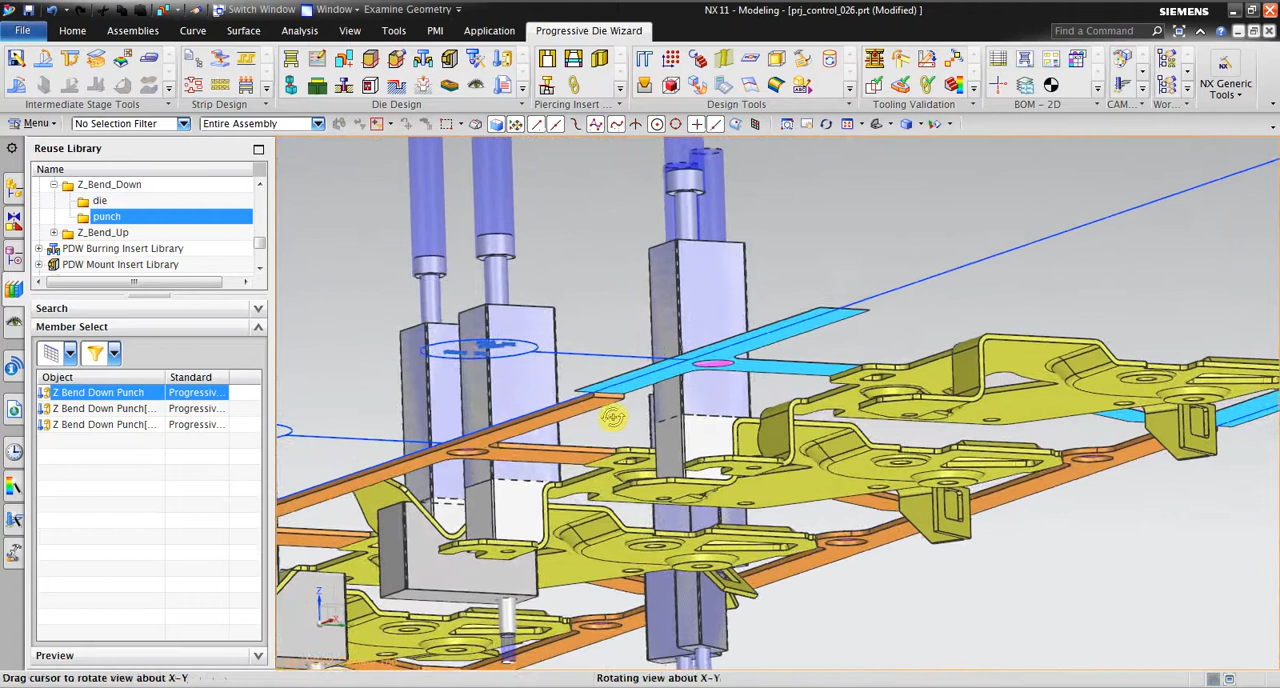 Switch Window
Window
Examine Geometry
NX 11 - Modeling - [prj_control_026.prt (Modified) ]
SIEMENS
File
Home
Assemblies
Curve
Surface
Analysis
View
Tools
PMI
Application
Progressive Die Wizard
Find a Command
NX Generic
Tools
Intermediate Stage Tools
Strip Design
Die Design
Piercing Insert ...
Design Tools
Tooling Validation
BOM - 2D
CAM...
Wor...
Menu
No Selection Filter
Entire Assembly
Reuse Library
Name
Z_Bend_Down
die
punch
Z_Bend_Up
PDW Burring Insert Library
PDW Mount Insert Library
Search
Member Select
Object Standard
Z Bend Down Punch Progressiv...
Z Bend Down Punch[... Progressiv...
Z Bend Down Punch[... Progressiv...
Preview
Z
Drag cursor to rotate view about X-Y
Rotating view about X-Y